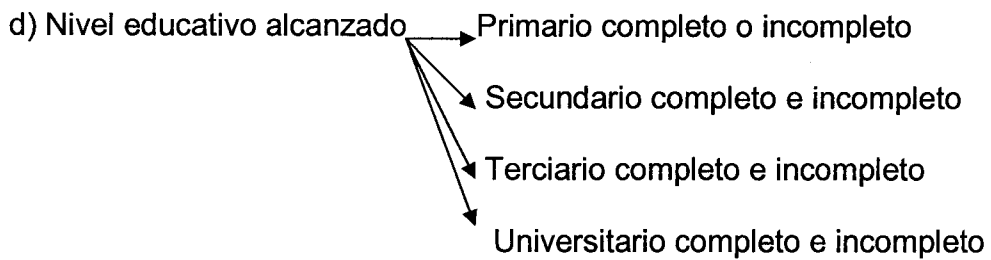 d) Nivel educativo alcanzado Primario completo o incompleto
Secundario completo e incompleto
Terciario completo e incompleto
Universitario completo e incompleto